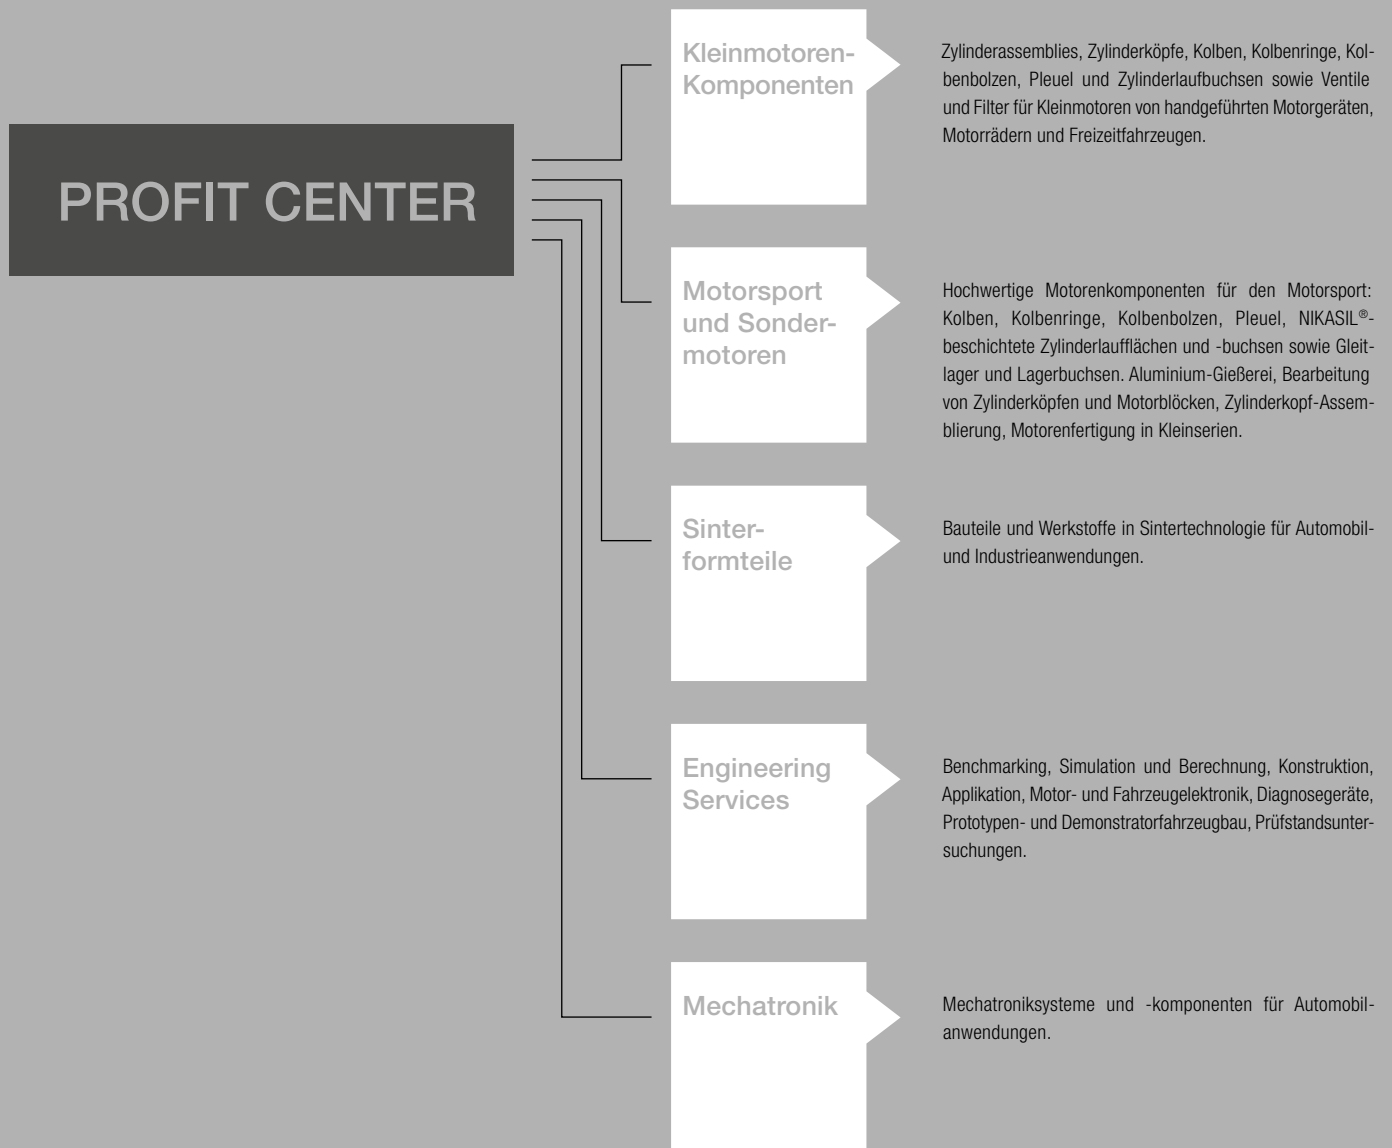 PROFIT CENTER
Kleinmotoren-
Komponenten
Zylinderassemblies, Zylinderköpfe, Kolben, Kolbenringe, Kol-
benbolzen, Pleuel und Zylinderlaufbuchsen sowie Ventile
und Filter für Kleinmotoren von handgeführten Motorgeräten,
Motorrädern und Freizeitfahrzeugen.
Motorsport
und Sonder-
motoren
Hochwertige Motorenkomponenten für den Motorsport:
Kolben, Kolbenringe, Kolbenbolzen, Pleuel, NIKASIL®-
beschichtete Zylinderlaufflächen und -buchsen sowie Gleit-
lager und Lagerbuchsen. Aluminium-Gießerei, Bearbeitung
von Zylinderköpfen und Motorblöcken, Zylinderkopf-Assem-
blierung, Motorenfertigung in Kleinserien.
Sinter-
formteile
Bauteile und Werkstoffe in Sintertechnologie für Automobil-
und Industrieanwendungen.
Engineering
Services
Benchmarking, Simulation und Berechnung, Konstruktion,
Applikation, Motor- und Fahrzeugelektronik, Diagnosegeräte,
Prototypen- und Demonstratorfahrzeugbau, Prüfstandsunter-
suchungen.
Mechatronik
Mechatroniksysteme und -komponenten für Automobil-
anwendungen.